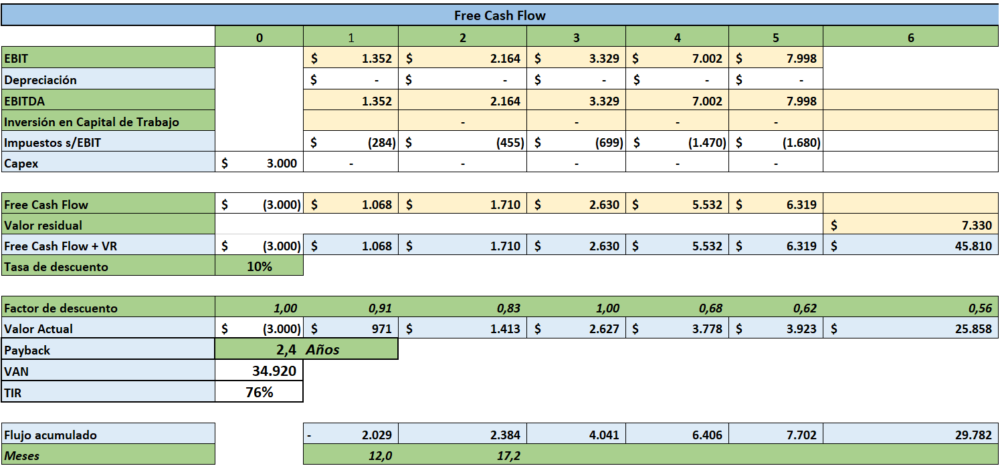 Free Cash Flow
0 1 2 3 4 5 6
EBIT $ 1.352 $ 2.164 $ 3.329 $ 7.002 $ 7.998
Depreciación $ - $ - $ - $ - $ -
EBITDA 1.352 2.164 3.329 7.002 7.998
Inversión en Capital de Trabajo - - - -
Impuestos s/EBIT $ (284) $ (455) $ (699) $ (1.470) $ (1.680)
Capex $ 3.000 - - - - -
Free Cash Flow $ (3.000) $ 1.068 $ 1.710 $ 2.630 $ 5.532 $ 6.319
Valor residual $ 7.330
Free Cash Flow + VR $ (3.000) $ 1.068 $ 1.710 $ 2.630 $ 5.532 $ 6.319 $ 45.810
Tasa de descuento 10%
Factor de descuento 1,00 0,91 0,83 1,00 0,68 0,62 0,56
Valor Actual $ (3.000) $ 971 $ 1.413 $ 2.627 $ 3.778 $ 3.923 $ 25.858
Payback 2,4 Años
VAN 34.920
TIR 76%
Flujo acumulado - 2.029 2.384 4.041 6.406 7.702 29.782
Meses 12,0 17,2